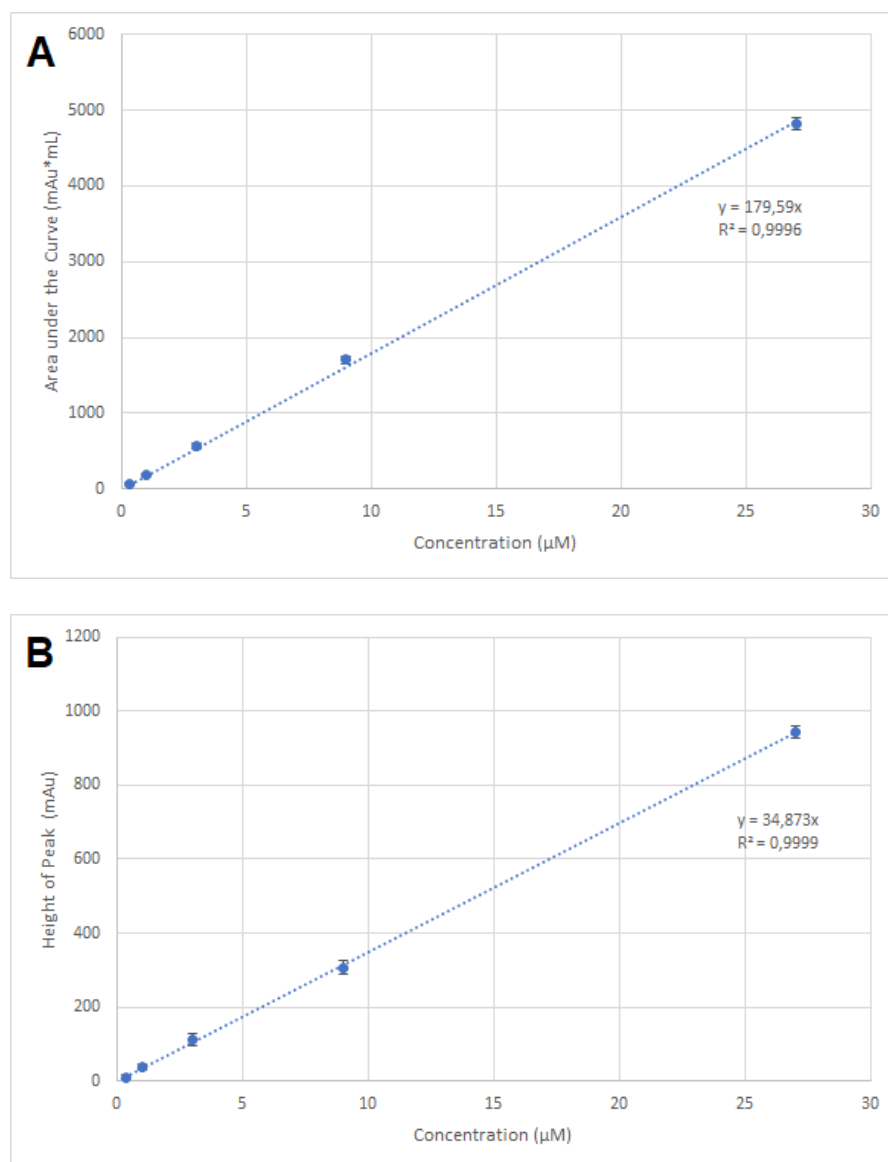 A
6000
5000
4000
3000
2000
1000
0
Area under the Curve (mAu*mL)
y = 179,59x
R² = 0,9996
0 5 10 15 20 25 30
Concentration (µM)
B
1200
1000
800
600
400
200
0
Height of Peak (mAu)
y = 34,873x
R² = 0,9999
0 5 10 15 20 25 30
Concentration (µM)